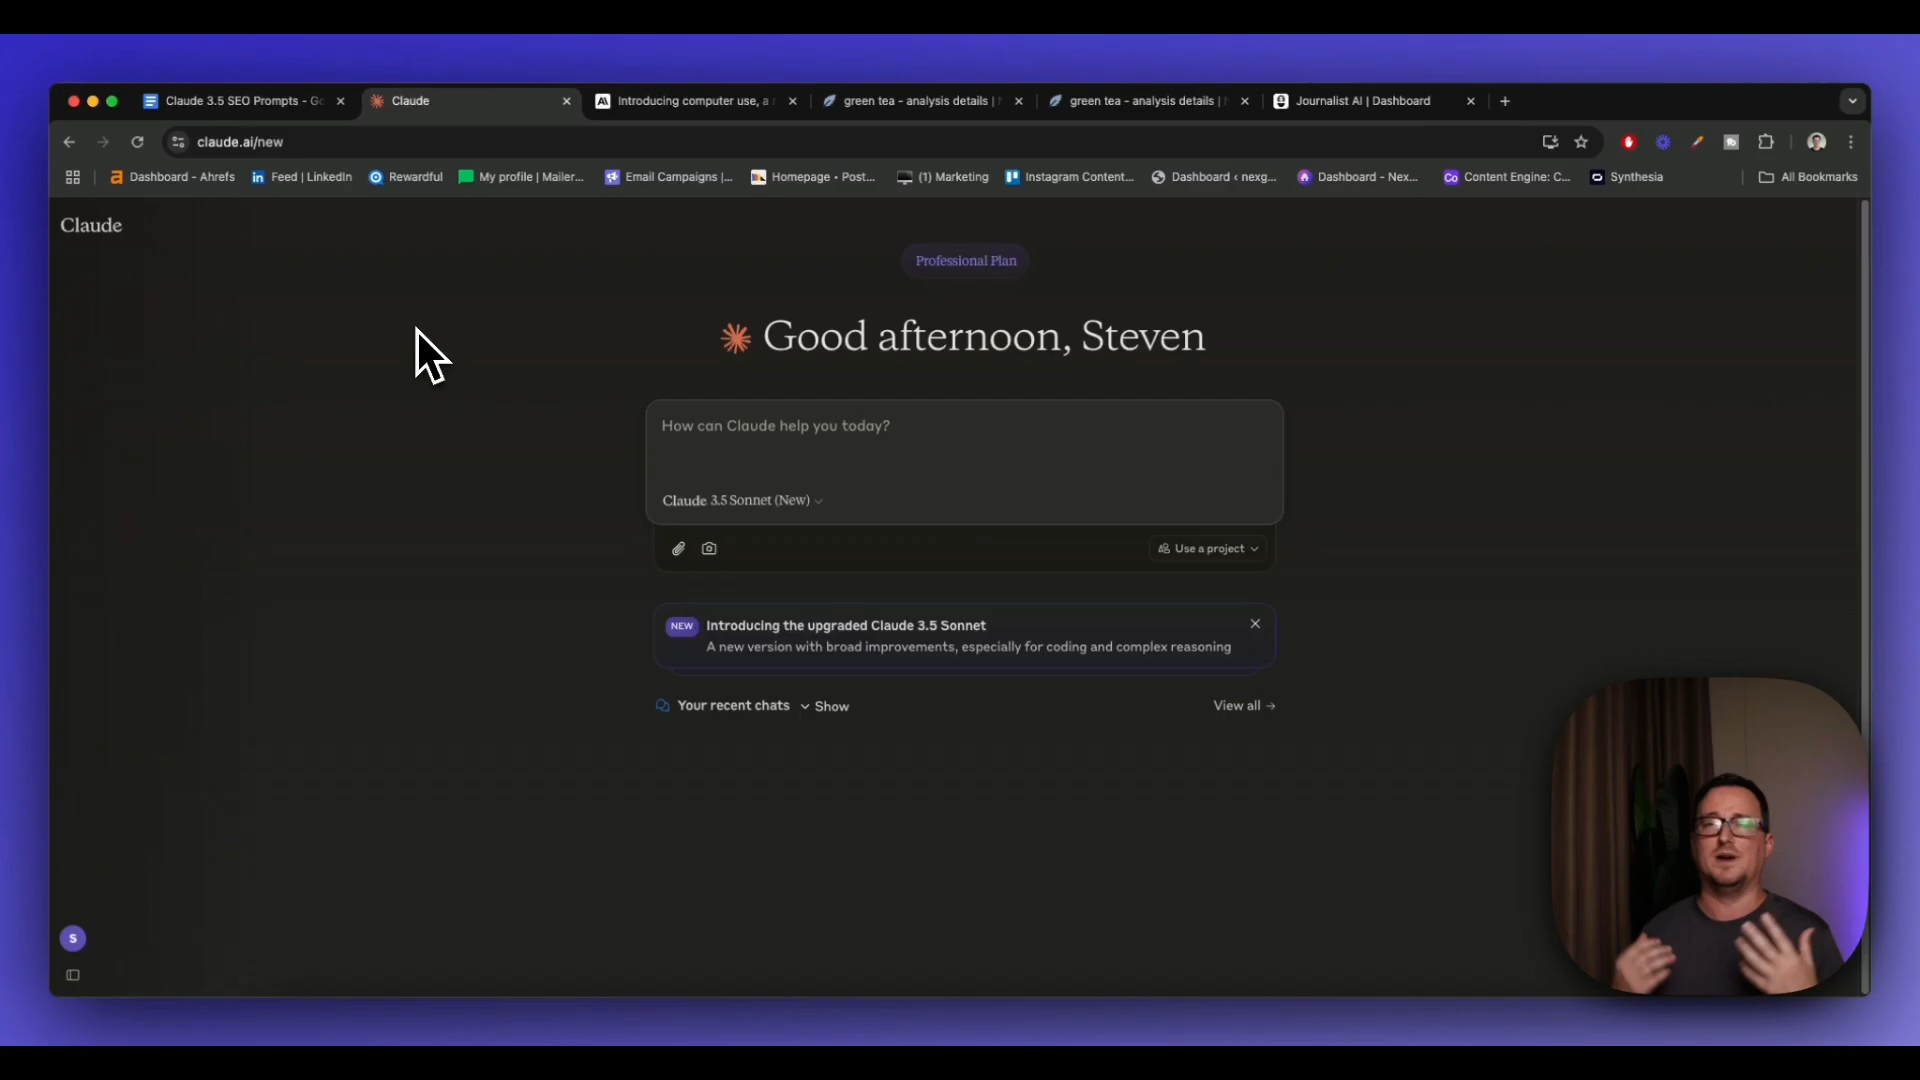 Claude 3.5 SEO Prompts - Go
Claude
Introducing computer use, a
green tea - analysis details |
green tea - analysis details |
Journalist AI | Dashboard
claude.ai/new
Dashboard - Ahrefs
Feed | LinkedIn
Rewardful
My profile | Mailer...
Email Campaigns |...
Homepage • Post...
(1) Marketing
Instagram Content...
Dashboard ‹ nexg...
Dashboard - Nex...
Co
Content Engine: C...
Synthesia
All Bookmarks
Claude
Professional Plan
Good afternoon, Steven
How can Claude help you today?
Claude 3.5 Sonnet (New)
Use a project
NEW
Introducing the upgraded Claude 3.5 Sonnet
A new version with broad improvements, especially for coding and complex reasoning
Your recent chats
Show
View all →
S